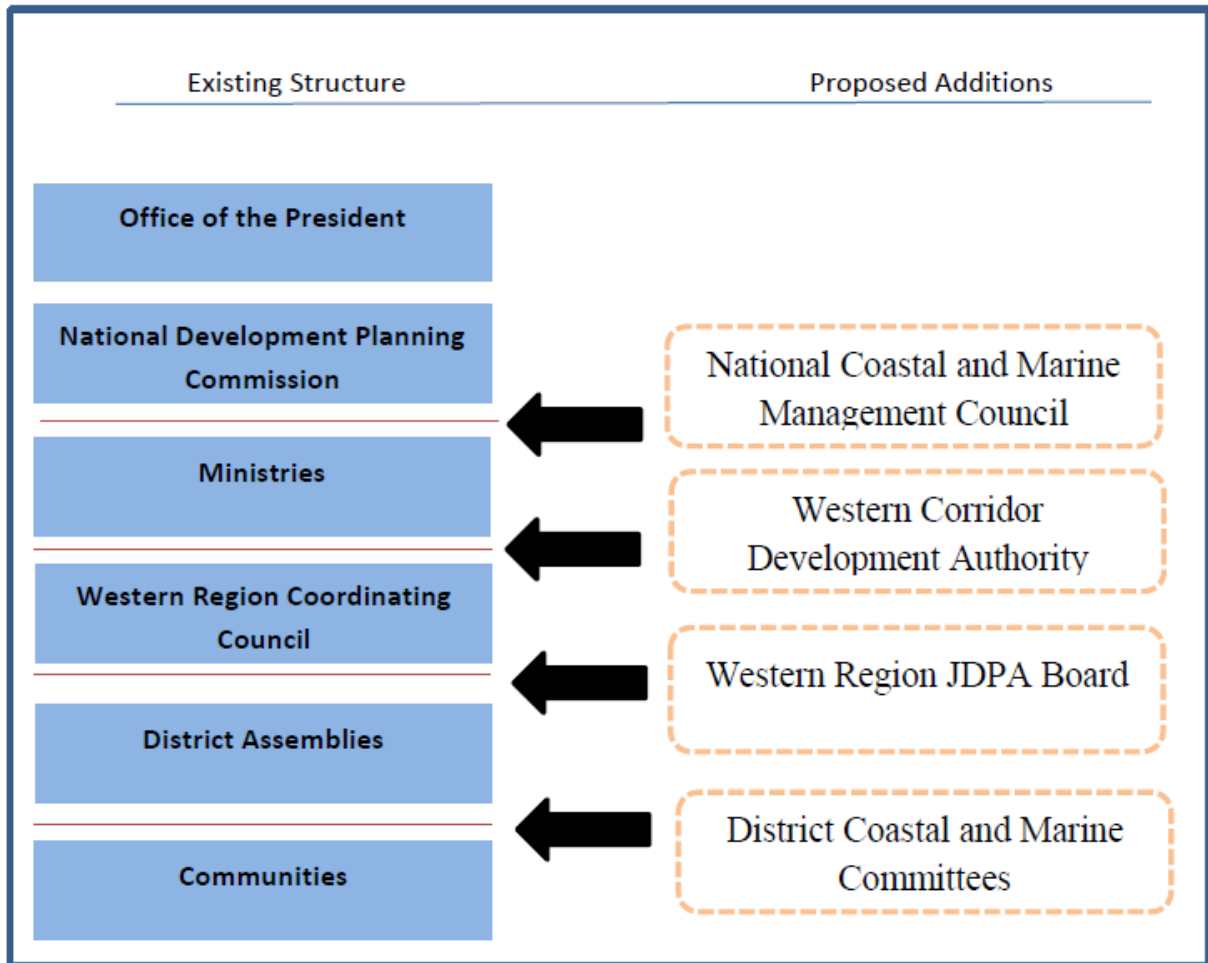 Existing Structure
Proposed Additions
Office of the President
National Development Planning
Commission
National Coastal and Marine
Management Council
Ministries
Western Corridor
Development Authority
Western Region Coordinating
Council
Western Region JDPA Board
District Assemblies
District Coastal and Marine
Committees
Communities